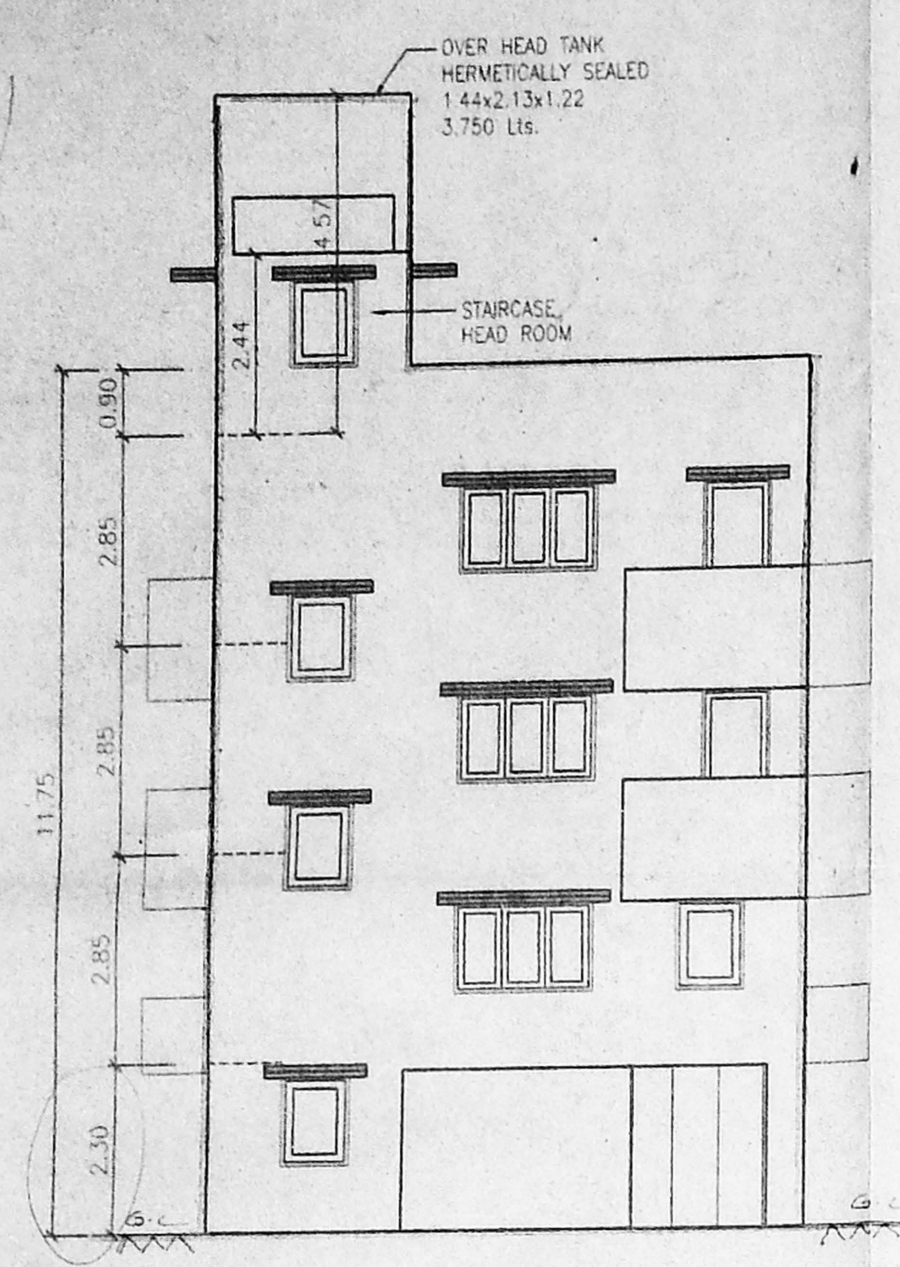 OVER HEAD TANK
HERMETICALLY SEALED
1.44x2.13x1.22
3.750 Lts.
4.57
STAIRCASE
HEAD ROOM
2.44
0.90
2.85
2.85
11.75
2.85
2.30
G.L
G.L